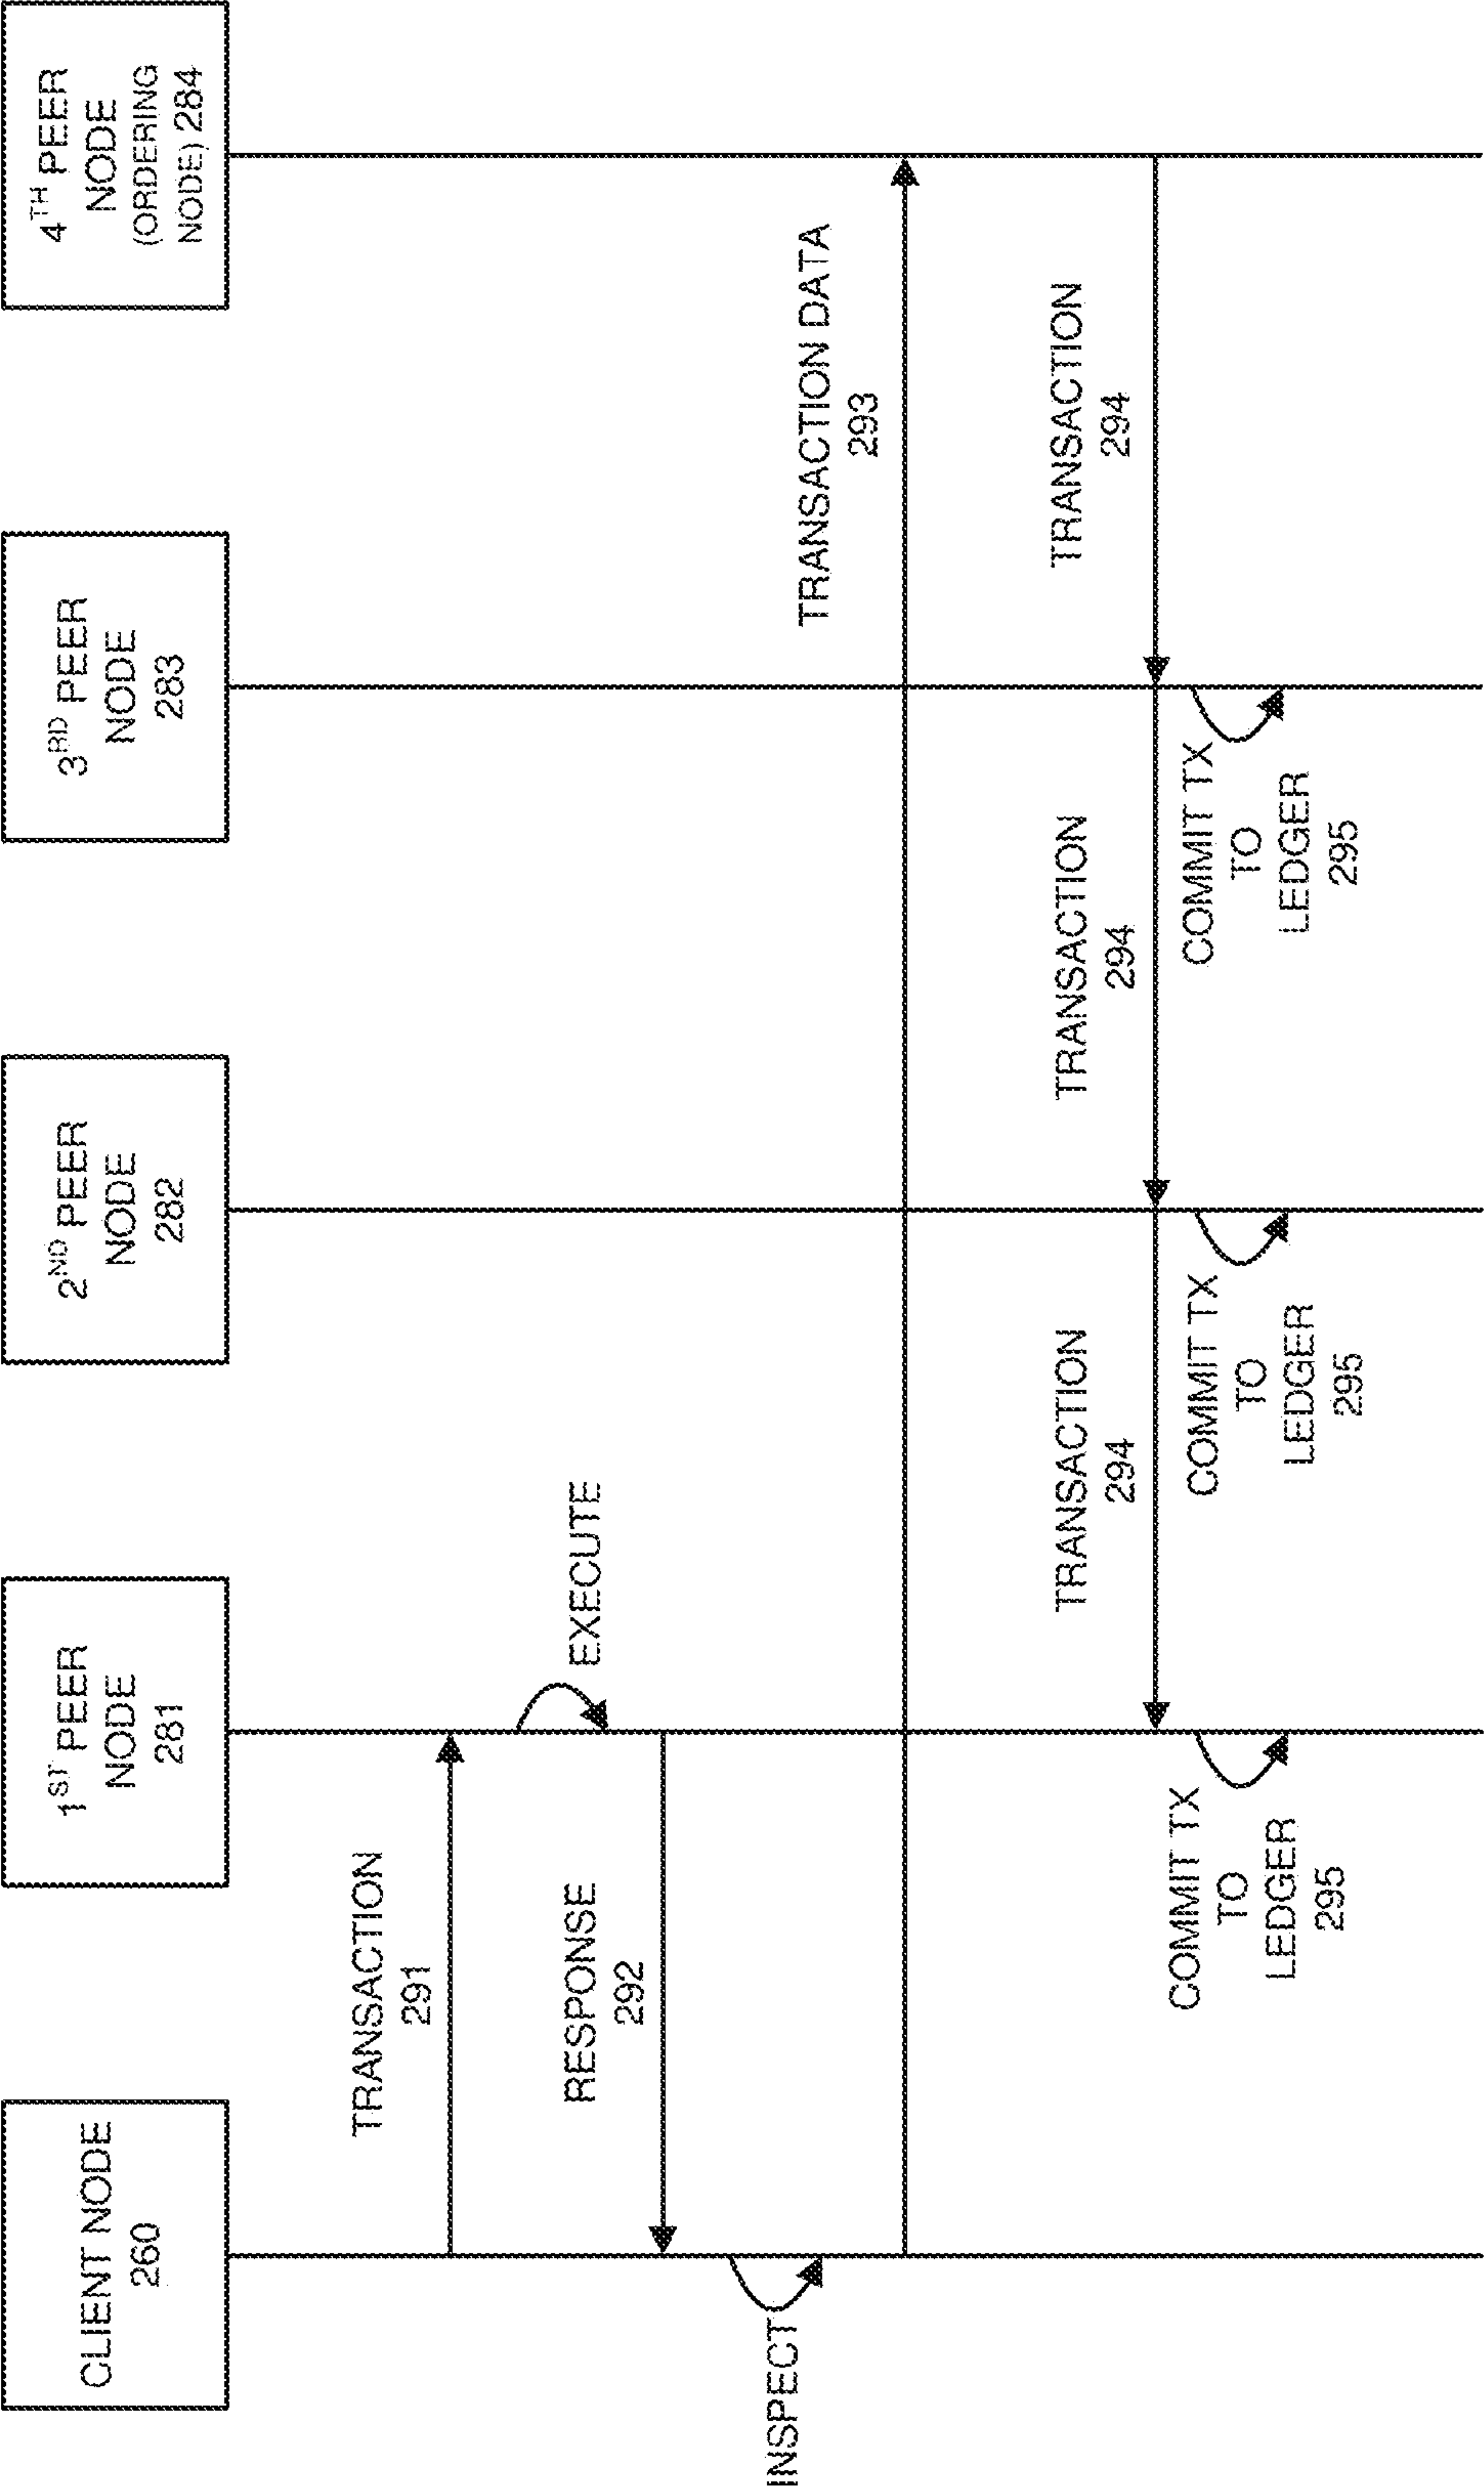 CLIENT NODE
260
1ST PEER
NODE
281
2ND PEER
NODE
282
3RD PEER
NODE
283
4TH PEER
NODE
(ORDERING
NODE) 284
TRANSACTION
291
EXECUTE
RESPONSE
292
INSPECT
TRANSACTION DATA
293
TRANSACTION
294
TRANSACTION
294
TRANSACTION
294
COMMIT TX
TO
LEDGER
295
COMMIT TX
TO
LEDGER
295
COMMIT TX
TO
LEDGER
295